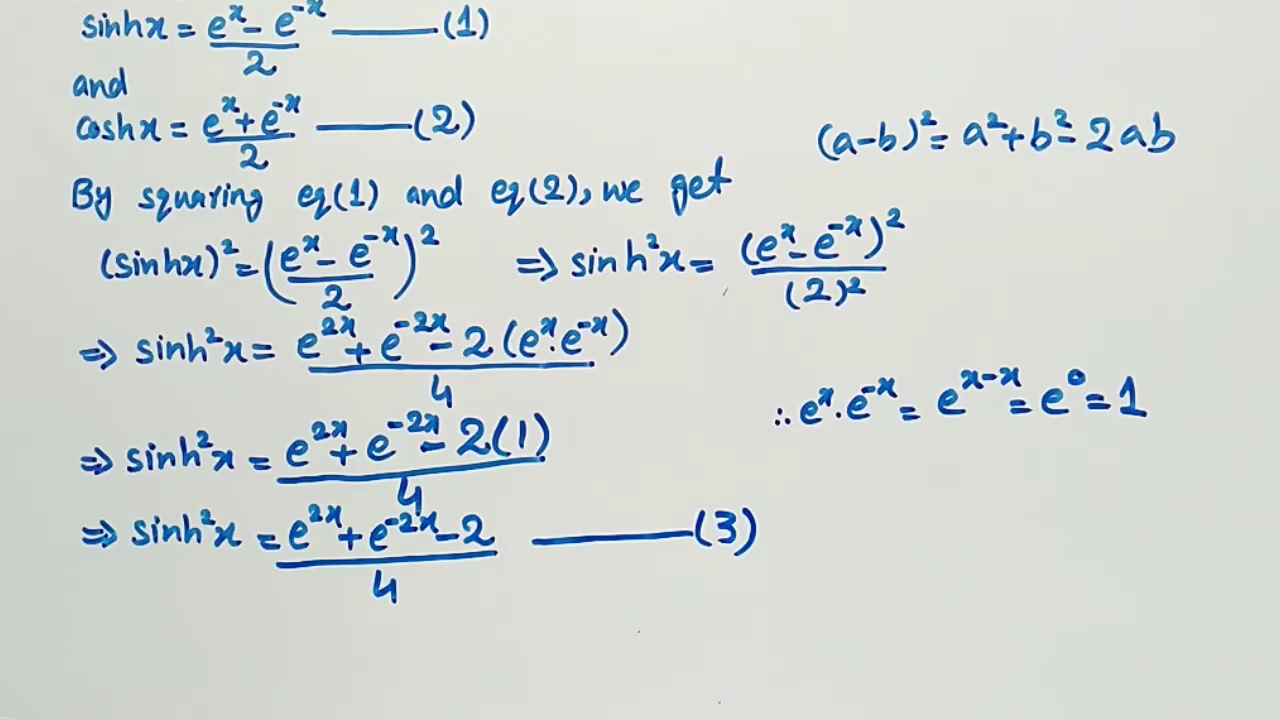 sinhx = e^x - e^-x / 2 ——— (1)
and
coshx = e^x + e^-x / 2 ——— (2)
(a-b)² = a² + b² - 2ab
By squaring eq(1) and eq(2), we get
(sinhx)² = (e^x - e^-x / 2)² ⇒ sinh²x = (e^x - e^-x)² / (2)²
⇒ sinh²x = e^2x + e^-2x - 2(e^x · e^-x) / 4
∴ e^x · e^-x = e^x-x = e^0 = 1
⇒ sinh²x = e^2x + e^-2x - 2(1) / 4
⇒ sinh²x = e^2x + e^-2x - 2 / 4 ——— (3)